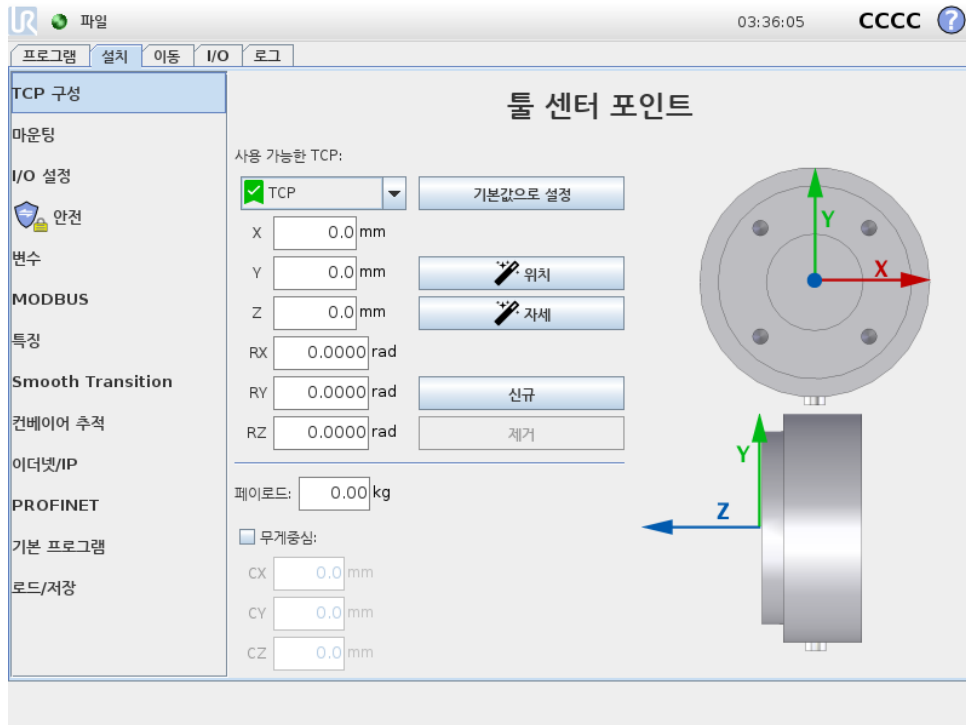 UR 파일 03:36:05 CCCC ?
프로그램 설치 이동 I/O 로그
TCP 구성
마운팅
I/O 설정
안전
변수
MODBUS
특징
Smooth Transition
컨베이어 추적
이더넷/IP
PROFINET
기본 프로그램
로드/저장
툴 센터 포인트
사용 가능한 TCP:
TCP 기본값으로 설정
X 0.0 mm
Y 0.0 mm 위치
Z 0.0 mm 자세
RX 0.0000 rad
RY 0.0000 rad 신규
RZ 0.0000 rad 제거
페이로드: 0.00 kg
무게중심:
CX 0.0 mm
CY 0.0 mm
CZ 0.0 mm
Y
X
Y
Z